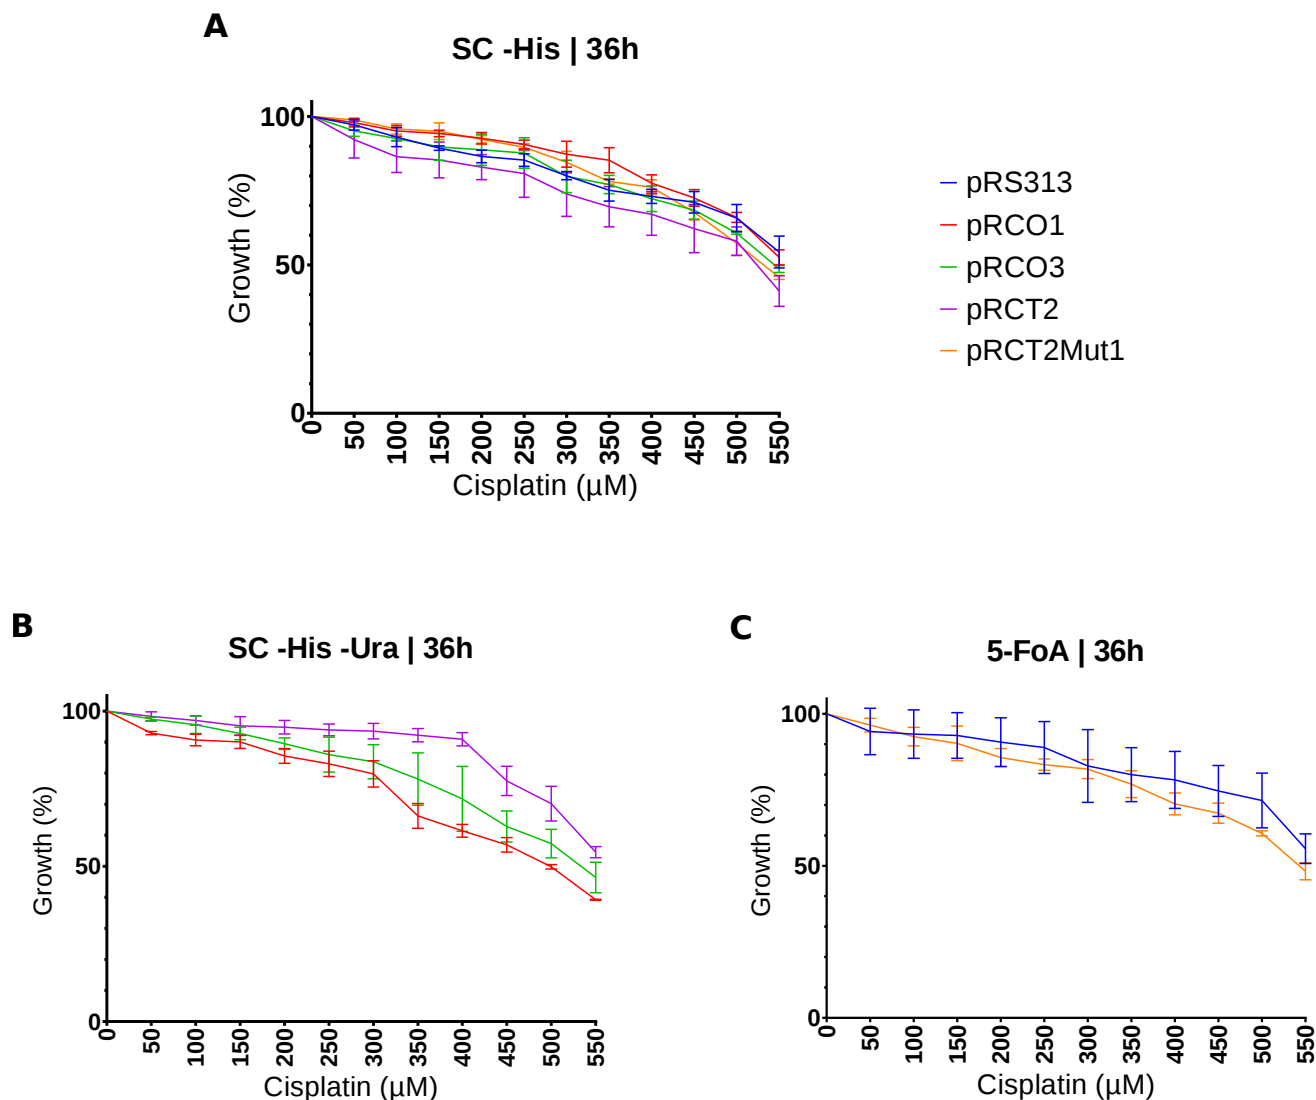 A
SC -His | 36h
Growth (%)
100
50
0
0 50 100 150 200 250 300 350 400 450 500 550
Cisplatin (µM)
pRS313
pRCO1
pRCO3
pRCT2
pRCT2Mut1
B
SC -His -Ura | 36h
Growth (%)
100
50
0
0 50 100 150 200 250 300 350 400 450 500 550
Cisplatin (µM)
C
5-FoA | 36h
Growth (%)
100
50
0
0 50 100 150 200 250 300 350 400 450 500 550
Cisplatin (µM)